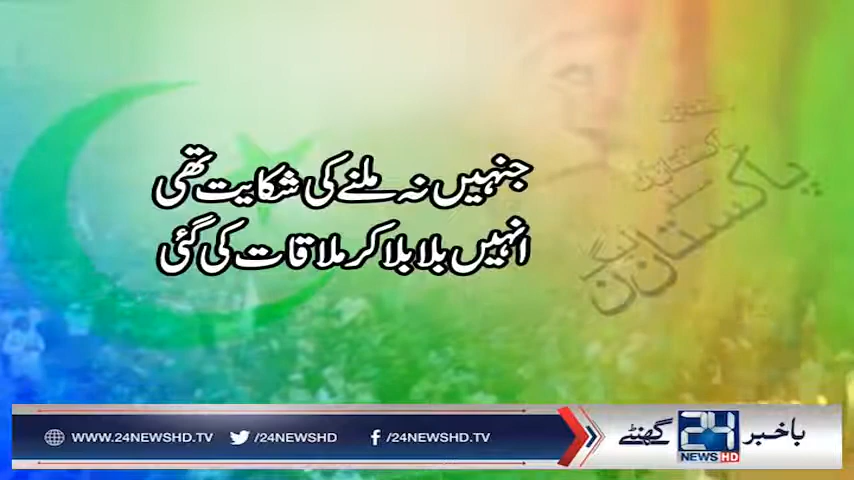 جنہیں نہ ملنے کی شکایت تھی
انہیں بلا بلا کر ملاقات کی گئی
پاکستان
WWW.24NEWSHD.TV
/24NEWSHD
/24NEWSHD.TV
باخبر 24 گھنٹے
NEWS HD